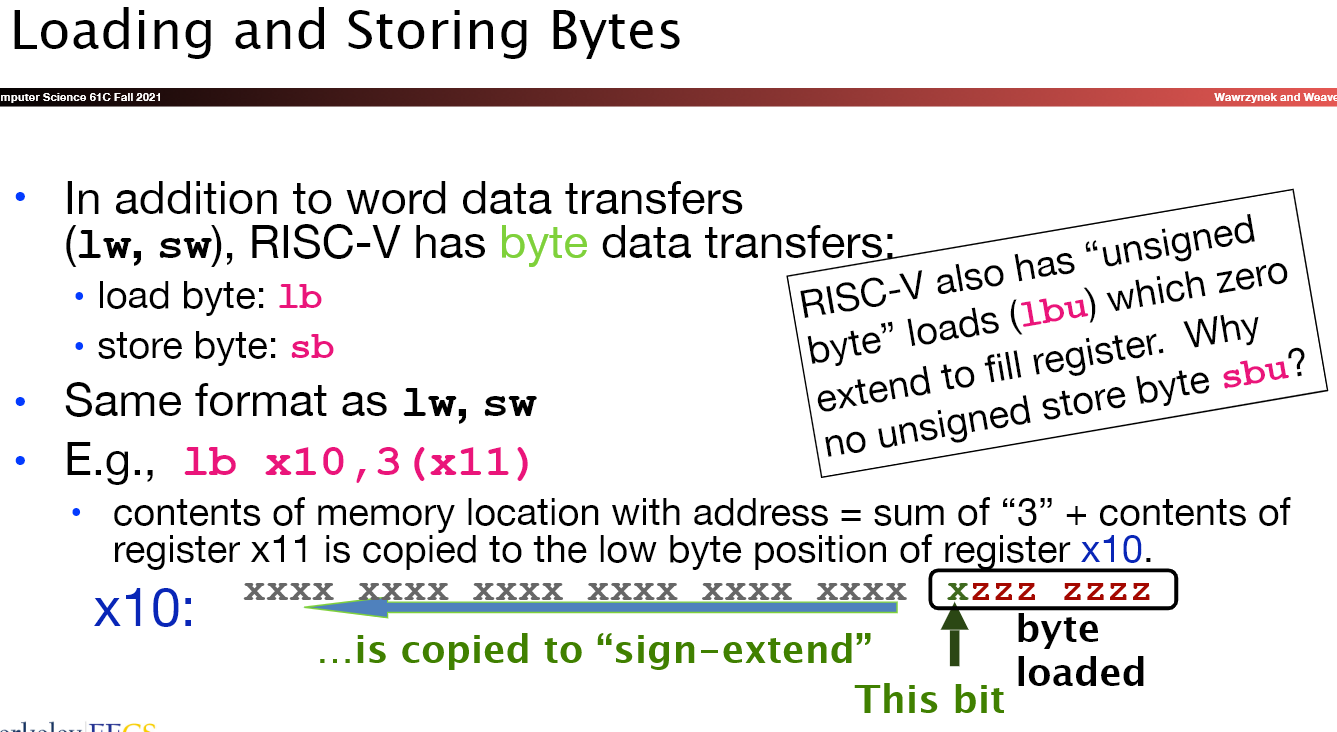 Loading and Storing Bytes
mputer Science 61C Fall 2021
Wawrzynek and Weave
• In addition to word data transfers
(lw, sw), RISC-V has byte data transfers:
• load byte: lb
• store byte: sb
• Same format as lw, sw
• E.g., lb x10,3(x11)
• contents of memory location with address = sum of “3” + contents of
register x11 is copied to the low byte position of register x10.
RISC-V also has “unsigned
byte” loads (lbu) which zero
extend to fill register. Why
no unsigned store byte sbu?
x10: xxxx xxxx xxxx xxxx xxxx xxxx xzzz zzzz
…is copied to “sign-extend”
byte
loaded
This bit
erkeley EECS